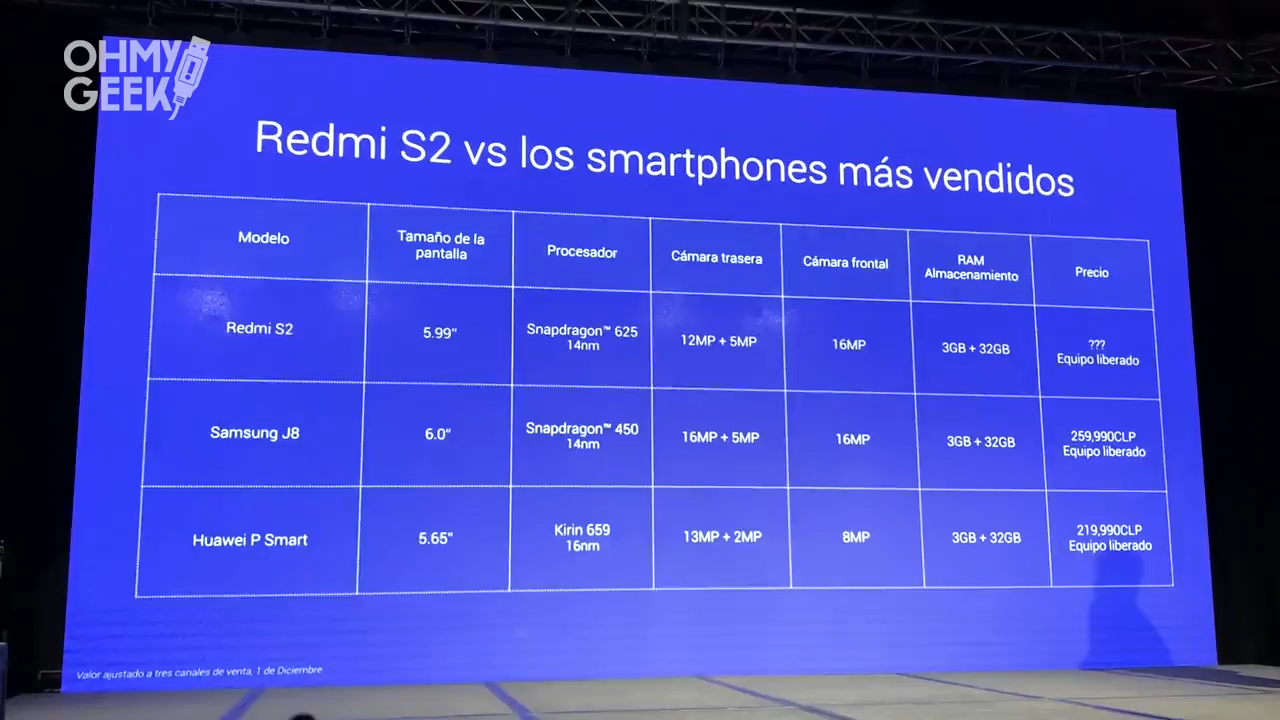 OHMY
GEEK
Redmi S2 vs los smartphones más vendidos
Modelo
Tamaño de la
pantalla
Procesador
Cámara trasera
Cámara frontal
RAM
Almacenamiento
Precio
Redmi S2
5.99"
Snapdragon™ 625
14nm
12MP + 5MP
16MP
3GB + 32GB
???
Equipo liberado
Samsung J8
6.0"
Snapdragon™ 450
14nm
16MP + 5MP
16MP
3GB + 32GB
259,990CLP
Equipo liberado
Huawei P Smart
5.65"
Kirin 659
16nm
13MP + 2MP
8MP
3GB + 32GB
219,990CLP
Equipo liberado
Valor ajustado a tres canales de venta, 1 de Diciembre